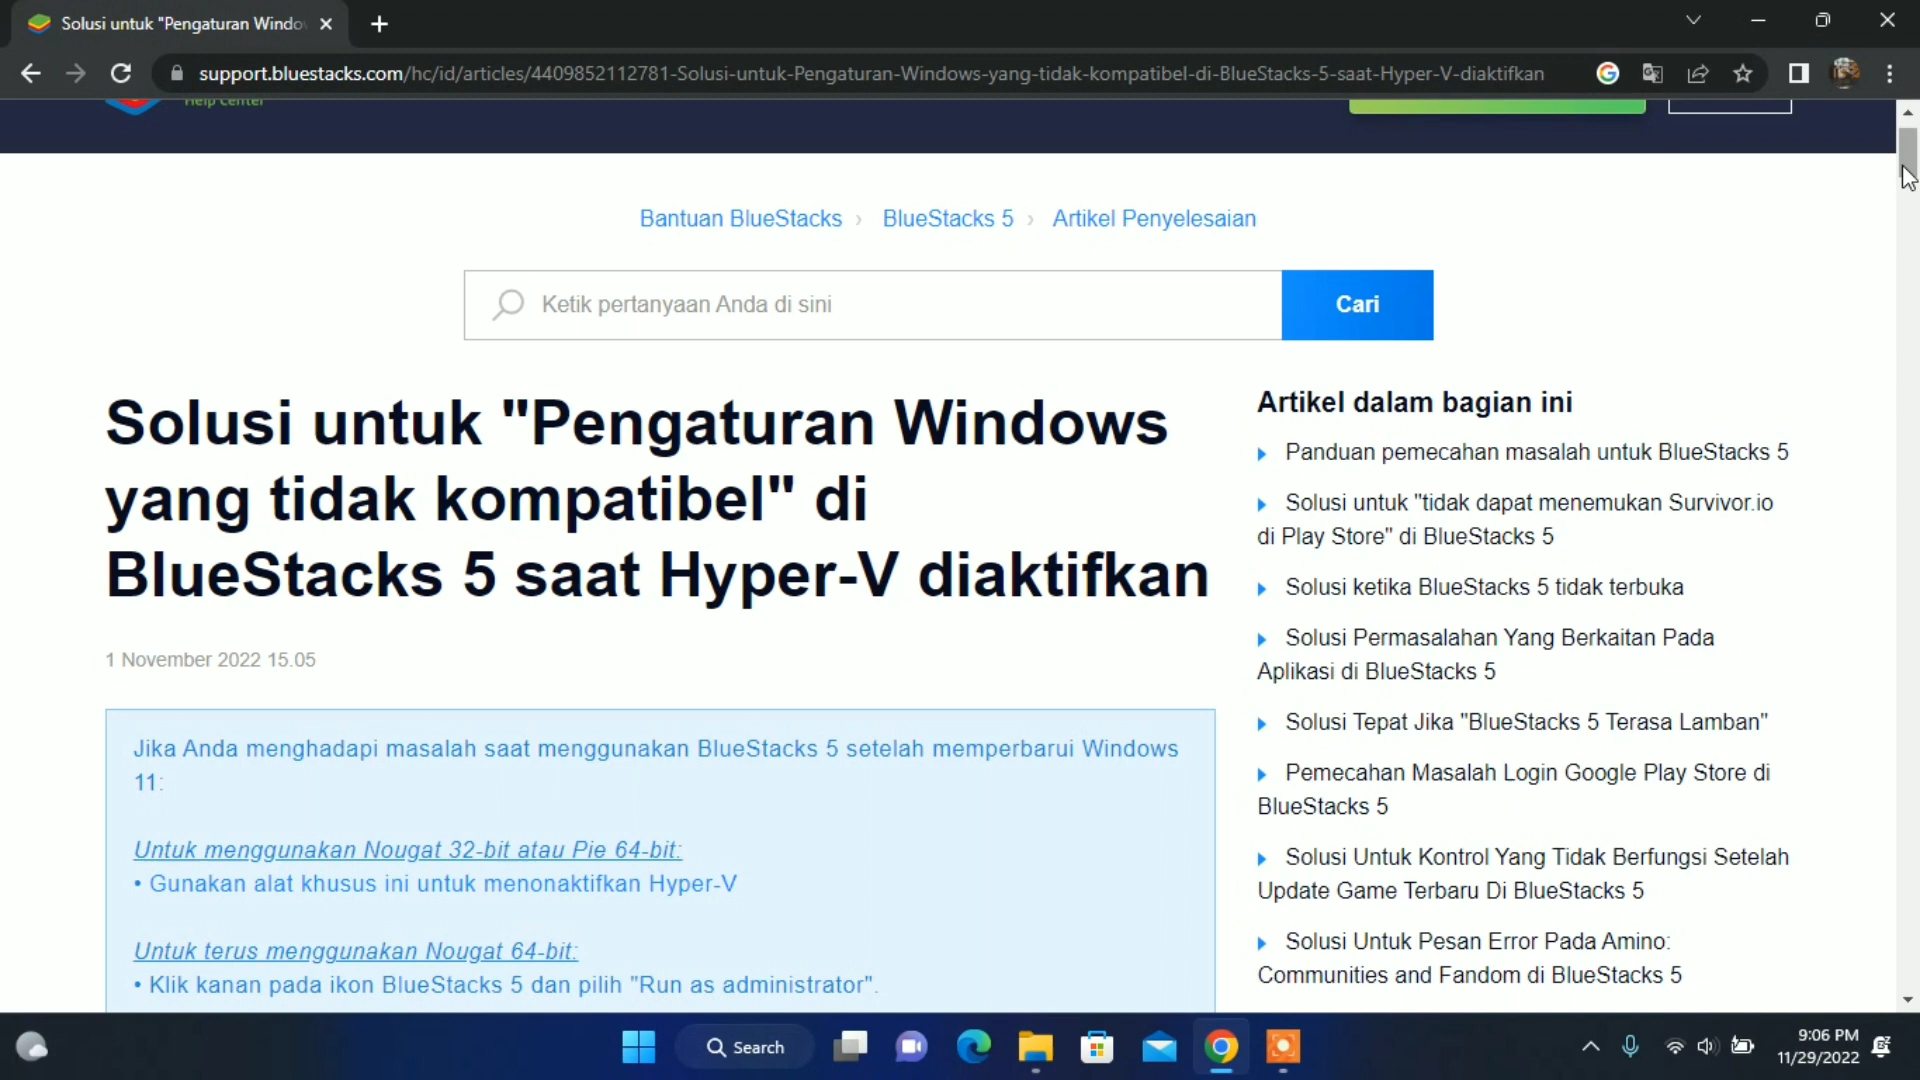 Solusi untuk "Pengaturan Windo
support.bluestacks.com/hc/id/articles/4409852112781-Solusi-untuk-Pengaturan-Windows-yang-tidak-kompatibel-di-BlueStacks-5-saat-Hyper-V-diaktifkan
Help Center
Bantuan BlueStacks › BlueStacks 5 › Artikel Penyelesaian
Ketik pertanyaan Anda di sini
Cari
Solusi untuk "Pengaturan Windows
yang tidak kompatibel" di
BlueStacks 5 saat Hyper-V diaktifkan
1 November 2022 15.05
Jika Anda menghadapi masalah saat menggunakan BlueStacks 5 setelah memperbarui Windows
11:
Untuk menggunakan Nougat 32-bit atau Pie 64-bit:
• Gunakan alat khusus ini untuk menonaktifkan Hyper-V
Untuk terus menggunakan Nougat 64-bit:
• Klik kanan pada ikon BlueStacks 5 dan pilih "Run as administrator".
Artikel dalam bagian ini
Panduan pemecahan masalah untuk BlueStacks 5
Solusi untuk "tidak dapat menemukan Survivor.io
di Play Store" di BlueStacks 5
Solusi ketika BlueStacks 5 tidak terbuka
Solusi Permasalahan Yang Berkaitan Pada
Aplikasi di BlueStacks 5
Solusi Tepat Jika "BlueStacks 5 Terasa Lamban"
Pemecahan Masalah Login Google Play Store di
BlueStacks 5
Solusi Untuk Kontrol Yang Tidak Berfungsi Setelah
Update Game Terbaru Di BlueStacks 5
Solusi Untuk Pesan Error Pada Amino:
Communities and Fandom di BlueStacks 5
Search
9:06 PM
11/29/2022